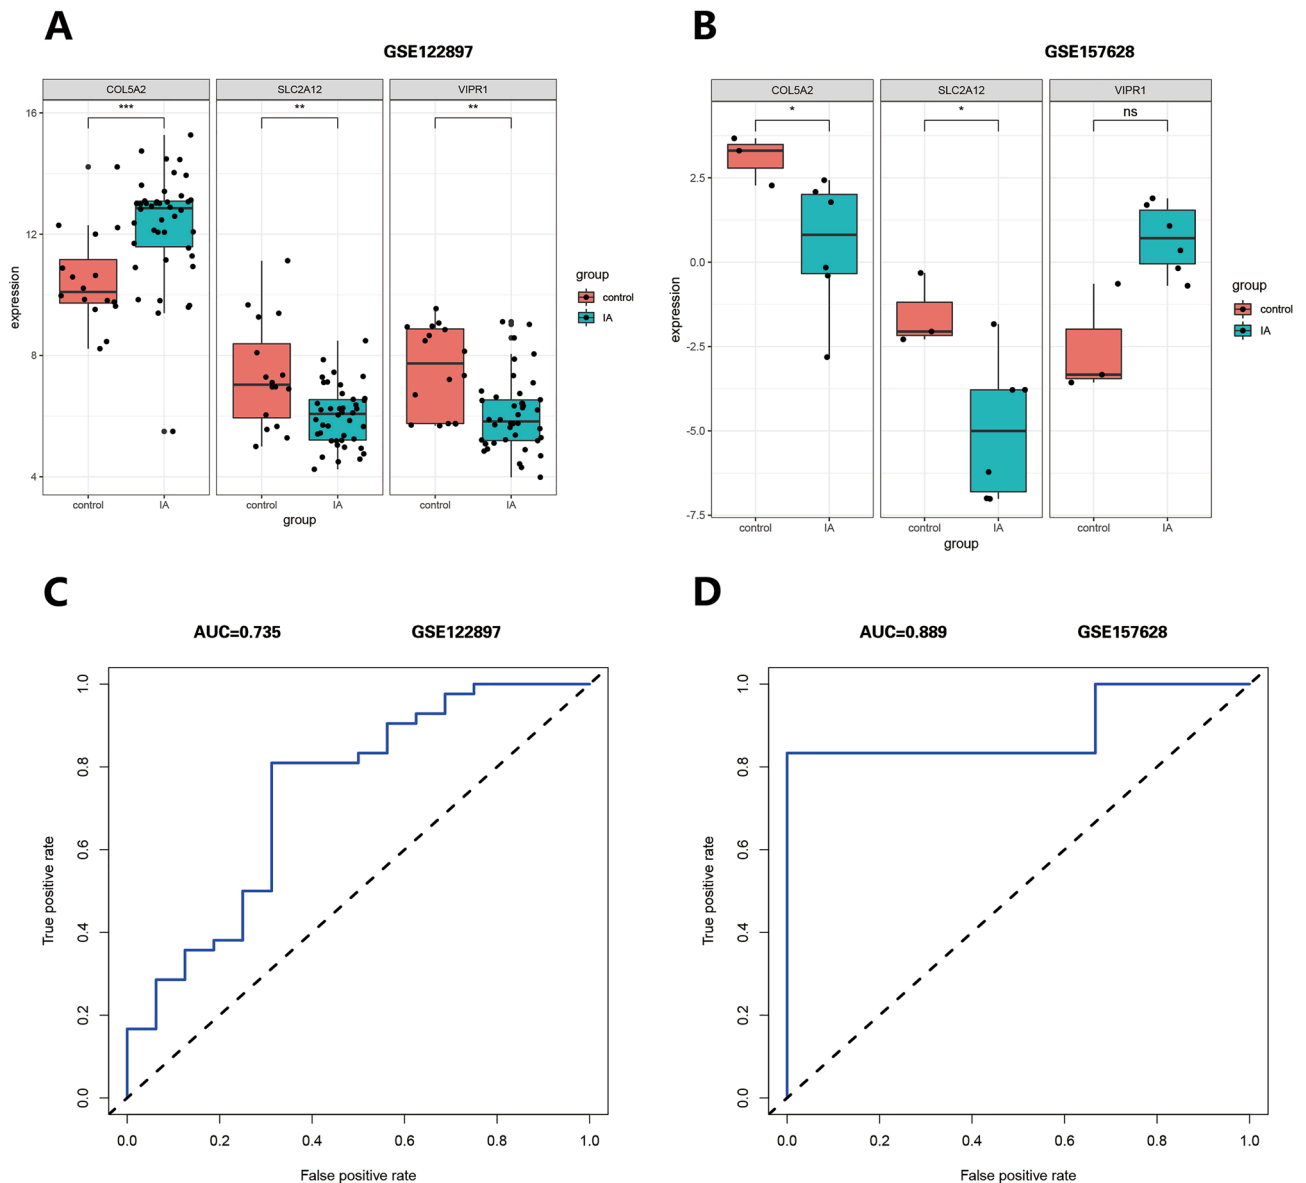 A
GSE122897
COL5A2 SLC2A12 VIPR1
*** ** **
16
12
8
4
expression
control IA control IA control IA
group
group
control
IA
B
GSE157628
COL5A2 SLC2A12 VIPR1
* * ns
2.5
0.0
-2.5
-5.0
-7.5
expression
control IA control IA control IA
group
group
control
IA
C
AUC=0.735 GSE122897
1.0
0.8
0.6
0.4
0.2
0.0
True positive rate
0.0 0.2 0.4 0.6 0.8 1.0
False positive rate
D
AUC=0.889 GSE157628
1.0
0.8
0.6
0.4
0.2
0.0
True positive rate
0.0 0.2 0.4 0.6 0.8 1.0
False positive rate